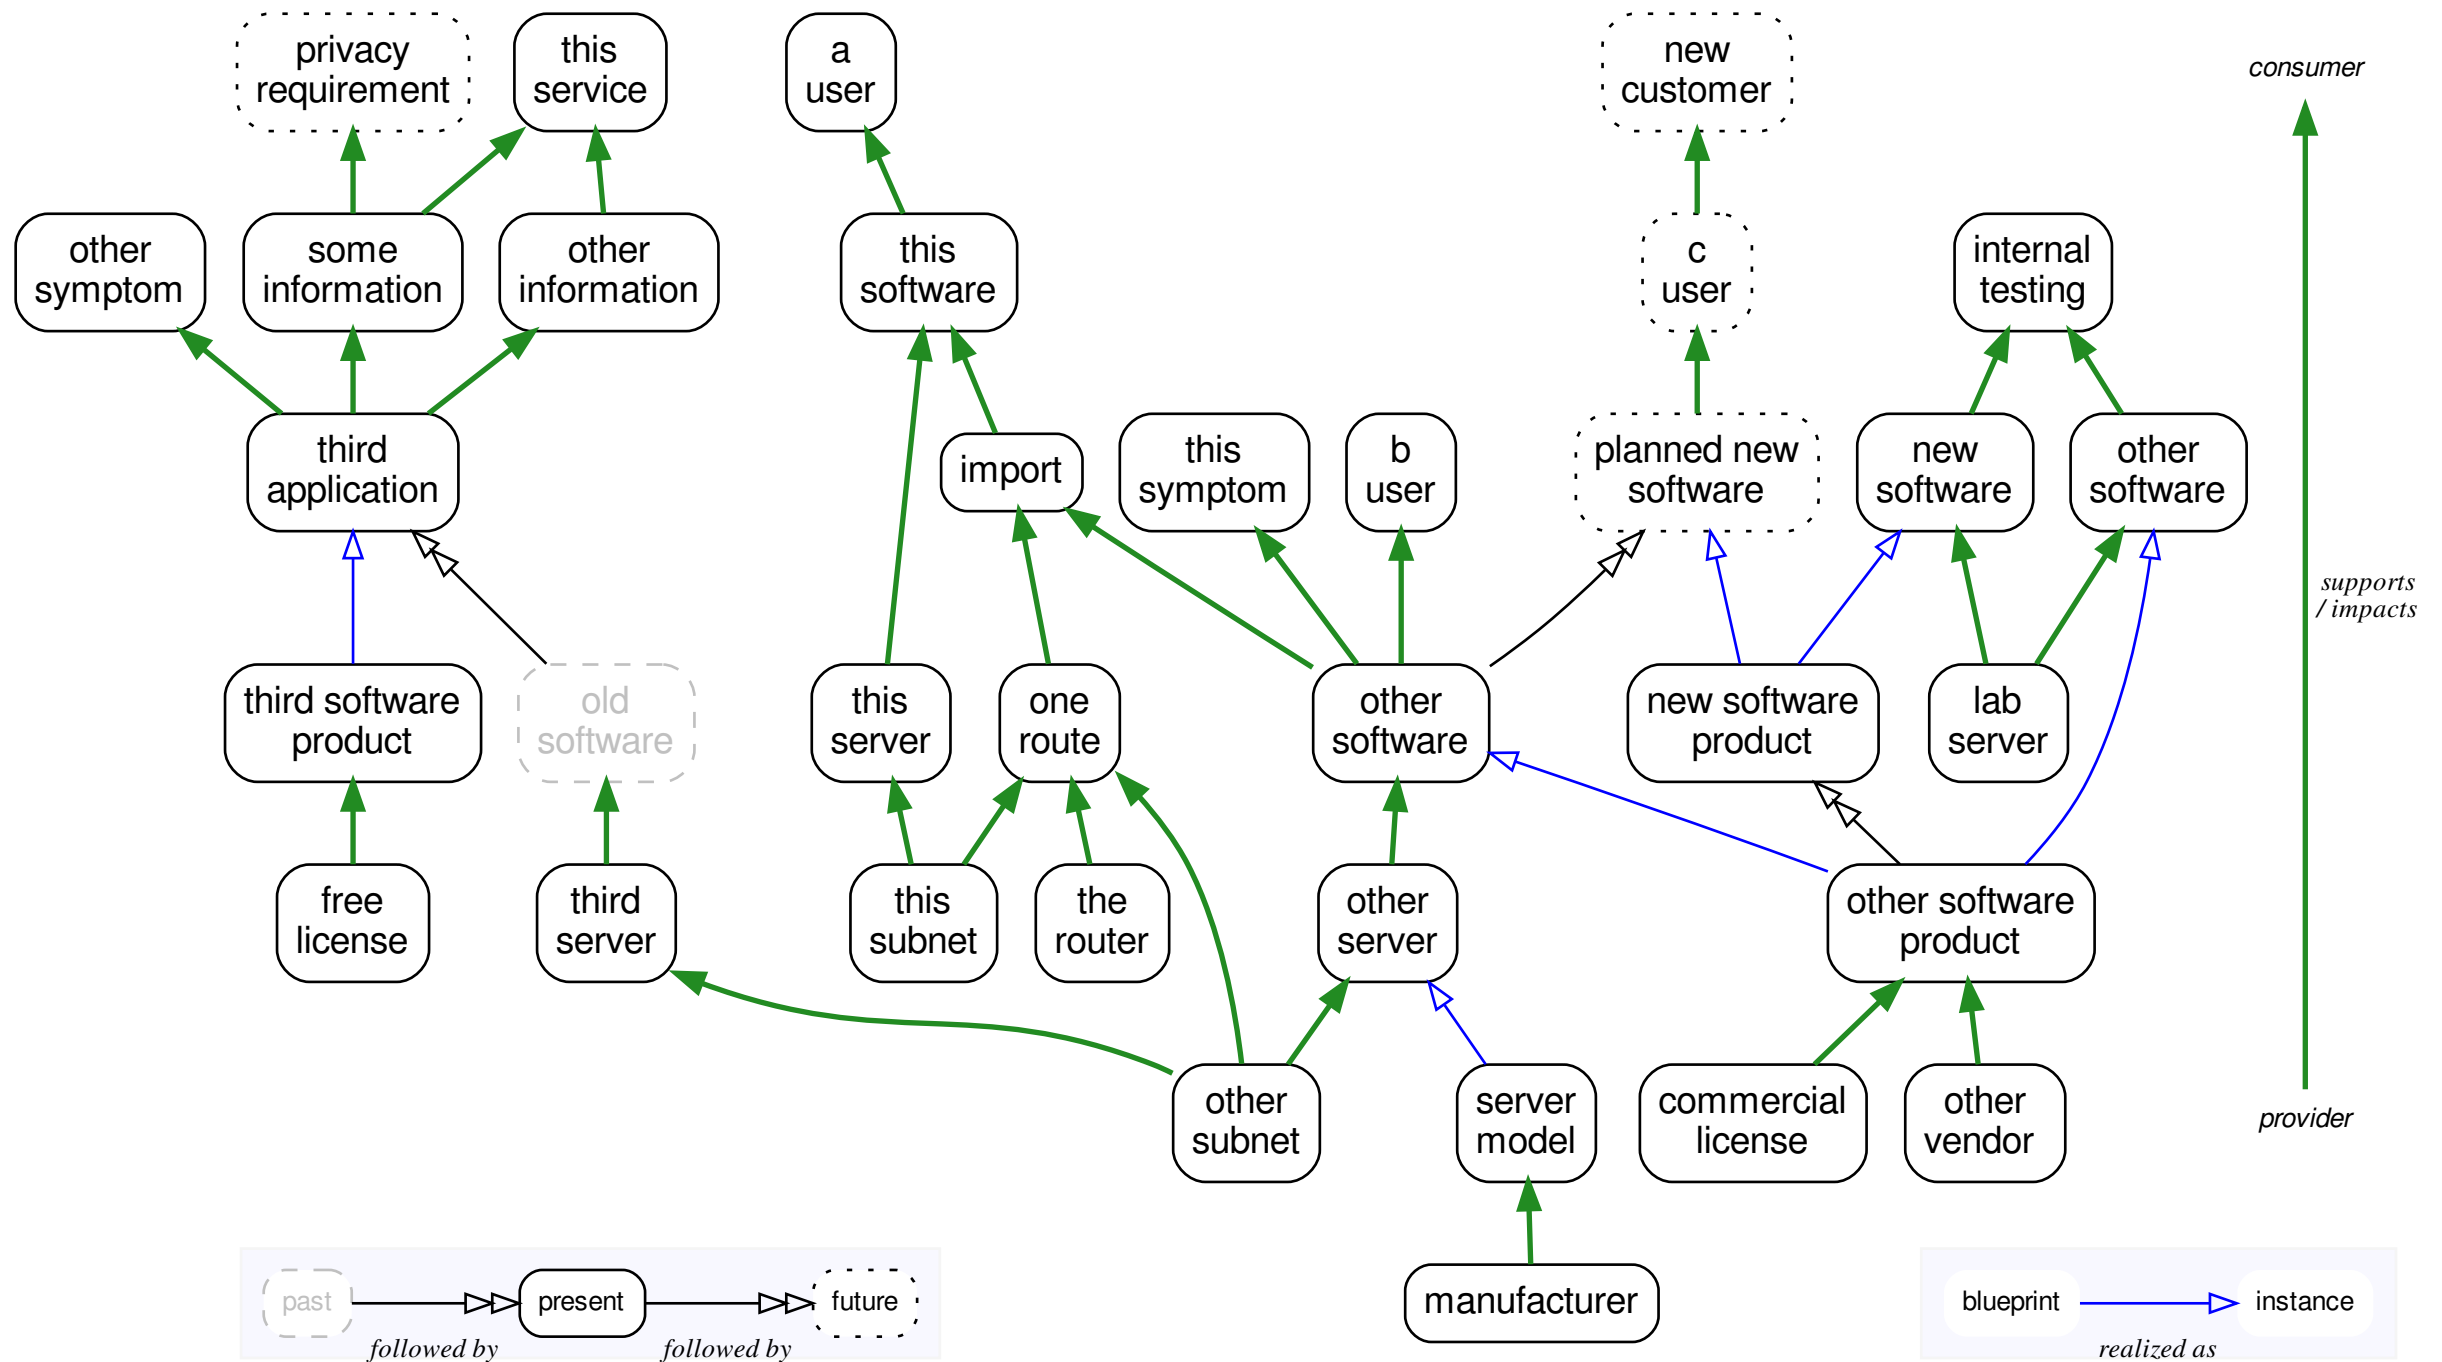 privacy
requirement
this
service
a
user
new
customer
consumer
other
symptom
some
information
other
information
this
software
c
user
internal
testing
third
application
import
this
symptom
b
user
planned new
software
new
software
other
software
supports
/ impacts
third software
product
old
software
this
server
one
route
other
software
new software
product
lab
server
free
license
third
server
this
subnet
the
router
other
server
other software
product
other
subnet
server
model
commercial
license
other
vendor
provider
manufacturer
past
followed by
present
followed by
future
blueprint
realized as
instance